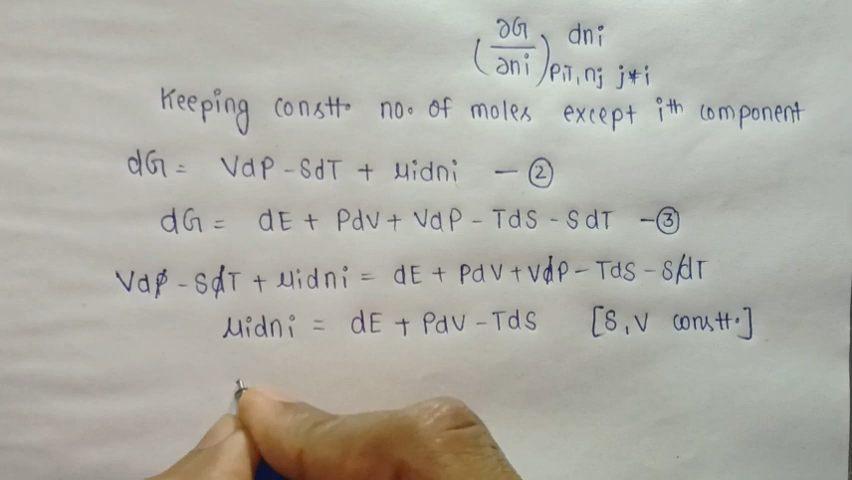 (∂G/∂ni)P,T,nj j≠i dni
Keeping constt. no. of moles except ith component
dG = VdP - SdT + μidni - ②
dG = dE + PdV + VdP - TdS - SdT - ③
VdP - SdT + μidni = dE + PdV + VdP - TdS - SdT
μidni = dE + PdV - TdS [S, V constt.]